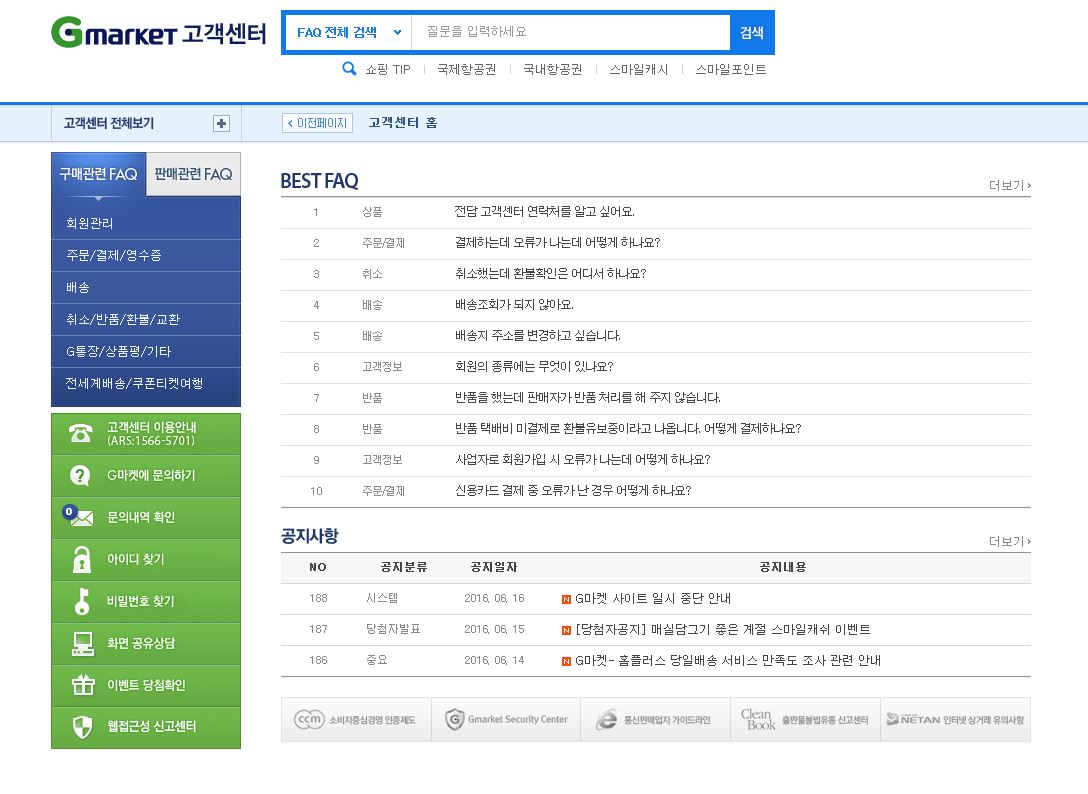 Gmarket 고객센터
FAQ 전체 검색 질문을 입력하세요 검색
쇼핑 TIP 국제항공권 국내항공권 스마일캐시 스마일포인트
고객센터 전체보기
이전페이지 고객센터 홈
구매관련 FAQ 판매관련 FAQ
회원관리
주문/결제/영수증
배송
취소/반품/환불/교환
G통장/상품평/기타
전세계배송/쿠폰티켓여행
고객센터 이용안내
(ARS:1566-5701)
G마켓에 문의하기
0 문의내역 확인
아이디 찾기
비밀번호 찾기
화면 공유상담
이벤트 당첨확인
웹접근성 신고센터
BEST FAQ 더보기
1 상품 전담 고객센터 연락처를 알고 싶어요.
2 주문/결제 결제하는데 오류가 나는데 어떻게 하나요?
3 취소 취소했는데 환불확인은 어디서 하나요?
4 배송 배송조회가 되지 않아요.
5 배송 배송지 주소를 변경하고 싶습니다.
6 고객정보 회원의 종류에는 무엇이 있나요?
7 반품 반품을 했는데 판매자가 반품 처리를 해 주지 않습니다.
8 반품 반품 택배비 미결제로 환불유보중이라고 나옵니다. 어떻게 결제하나요?
9 고객정보 사업자로 회원가입 시 오류가 나는데 어떻게 하나요?
10 주문/결제 신용카드 결제 중 오류가 난 경우 어떻게 하나요?
공지사항 더보기
NO 공지분류 공지일자 공지내용
188 시스템 2016. 06. 16 N G마켓 사이트 일시 중단 안내
187 당첨자발표 2016. 06. 15 N [당첨자공지] 매실담그기 좋은 계절 스마일캐쉬 이벤트
186 중요 2016. 06. 14 N G마켓- 홈플러스 당일배송 서비스 만족도 조사 관련 안내
ccm 소비자중심경영 인증제도
G Gmarket Security Center
통신판매업자 가이드라인
Clean Book 출판물불법유통 신고센터
NETAN 인터넷 상거래 유의사항